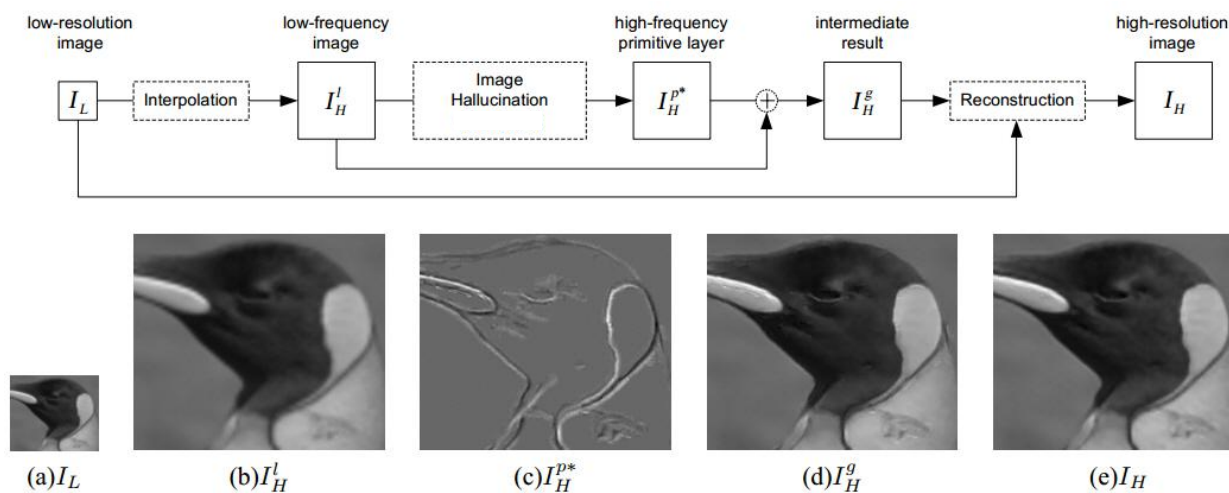 low-resolution
image
low-frequency
image
high-frequency
primitive layer
intermediate
result
high-resolution
image
I_L
Interpolation
I_H^l
Image
Hallucination
I_H^{p*}
+
I_H^g
Reconstruction
I_H
(a) I_L
(b) I_H^l
(c) I_H^{p*}
(d) I_H^g
(e) I_H